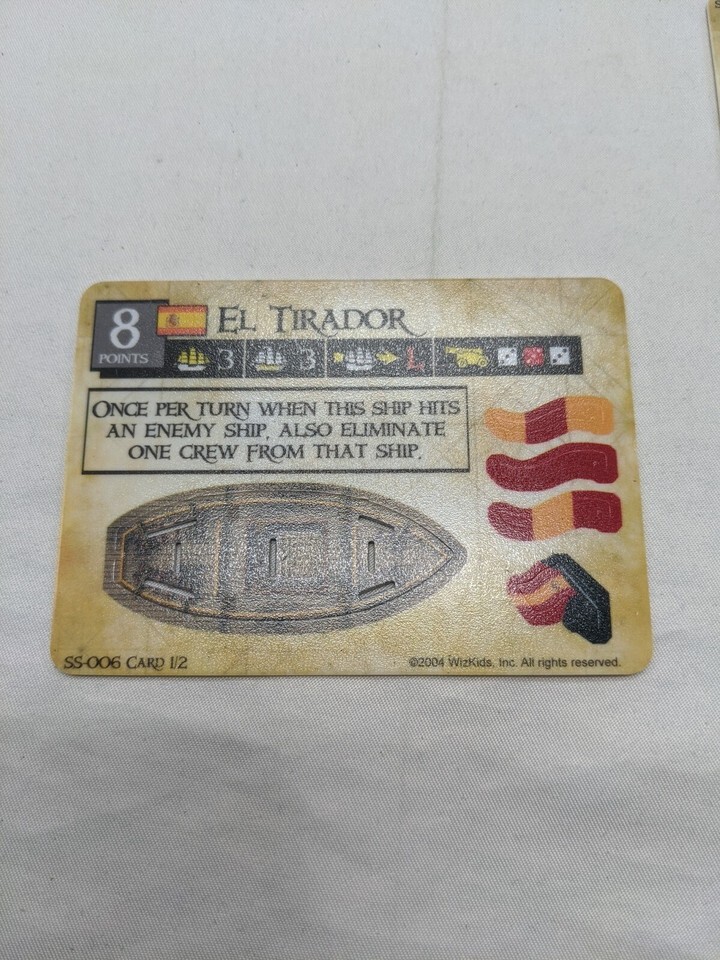 8
POINTS
EL TIRADOR
3 3 L
ONCE PER TURN WHEN THIS SHIP HITS
AN ENEMY SHIP, ALSO ELIMINATE
ONE CREW FROM THAT SHIP.
SS-006 CARD 1/2
©2004 WizKids, Inc. All rights reserved.